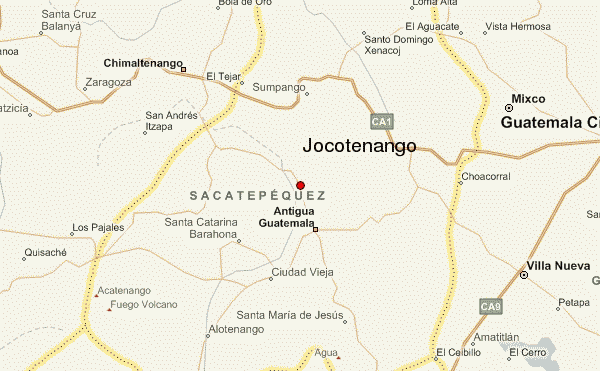 Bola de Oro
Loma Alta
Santa Cruz
Balanyá
El Aguacate
Vista Hermosa
Santo Domingo
Xenacoj
Chimaltenango
El Tejar
Zaragoza
Sumpango
Mixco
San Andrés
Itzapa
CA1
Guatemala Ci
Jocotenango
Choacorral
SACATEPÉQUEZ
Antigua
Guatemala
Los Pajales
Santa Catarina
Barahona
Quisaché
Ciudad Vieja
Villa Nueva
G
Acatenango
Fuego Volcano
CA9
Petapa
Santa María de Jesús
Alotenango
Amatitlán
Agua
El Ceibillo
El Cerro